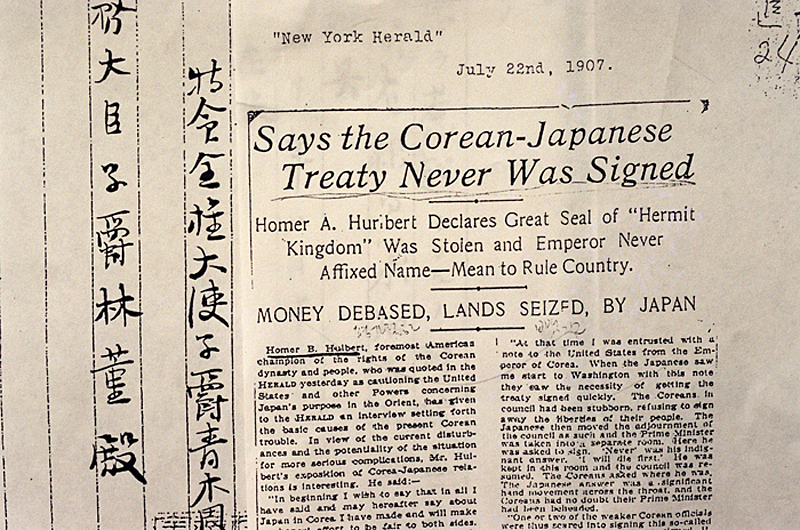 務大臣子爵林董殿
特命全権大使子爵青木周
"New York Herald"
July 22nd, 1907.
Says the Corean-Japanese
Treaty Never Was Signed
Homer A. Hurlbert Declares Great Seal of "Hermit
Kingdom" Was Stolen and Emperor Never
Affixed Name—Mean to Rule Country.
MONEY DEBASED, LANDS SEIZED, BY JAPAN
Homer B. Hulbert, foremost American
champion of the rights of the Corean
dynasty and people, who was quoted in the
HERALD yesterday as cautioning the United
States and other Powers concerning
Japan's purpose in the Orient, has given
to the HERALD an interview setting forth
the basic causes of the present Corean
trouble. In view of the current disturb-
ances and the potentiality of the situation
for more serious complications, Mr. Hul-
bert's exposition of Corea-Japanese rela-
tions is interesting. He said:—
"In beginning I wish to say that in all I
have said and may hereafter say about
Japan in Corea I have made and will make
effort to be fair to both sides.
"At that time I was entrusted with a
note to the United States from the Em-
peror of Corea. When the Japanese saw
me start to Washington with this note
they saw the necessity of getting the
treaty signed quickly. The Coreans in
council had been stubborn, refusing to sign
away the liberties of their people. The
Japanese then moved the adjournment of
the council as such and the Prime Minister
was taken into a separate room. Here he
was asked to sign. 'Never' was his indig-
nant answer. 'I will die first.' He was
kept in this room and the council was re-
sumed. The Coreans asked where he was.
The Japanese answer was a significant
hand movement across the throat, and the
Coreans had no doubt their Prime Minister
had been beheaded.
"One or two of the weaker Corean officials
were thus scared into signing this so-called
24